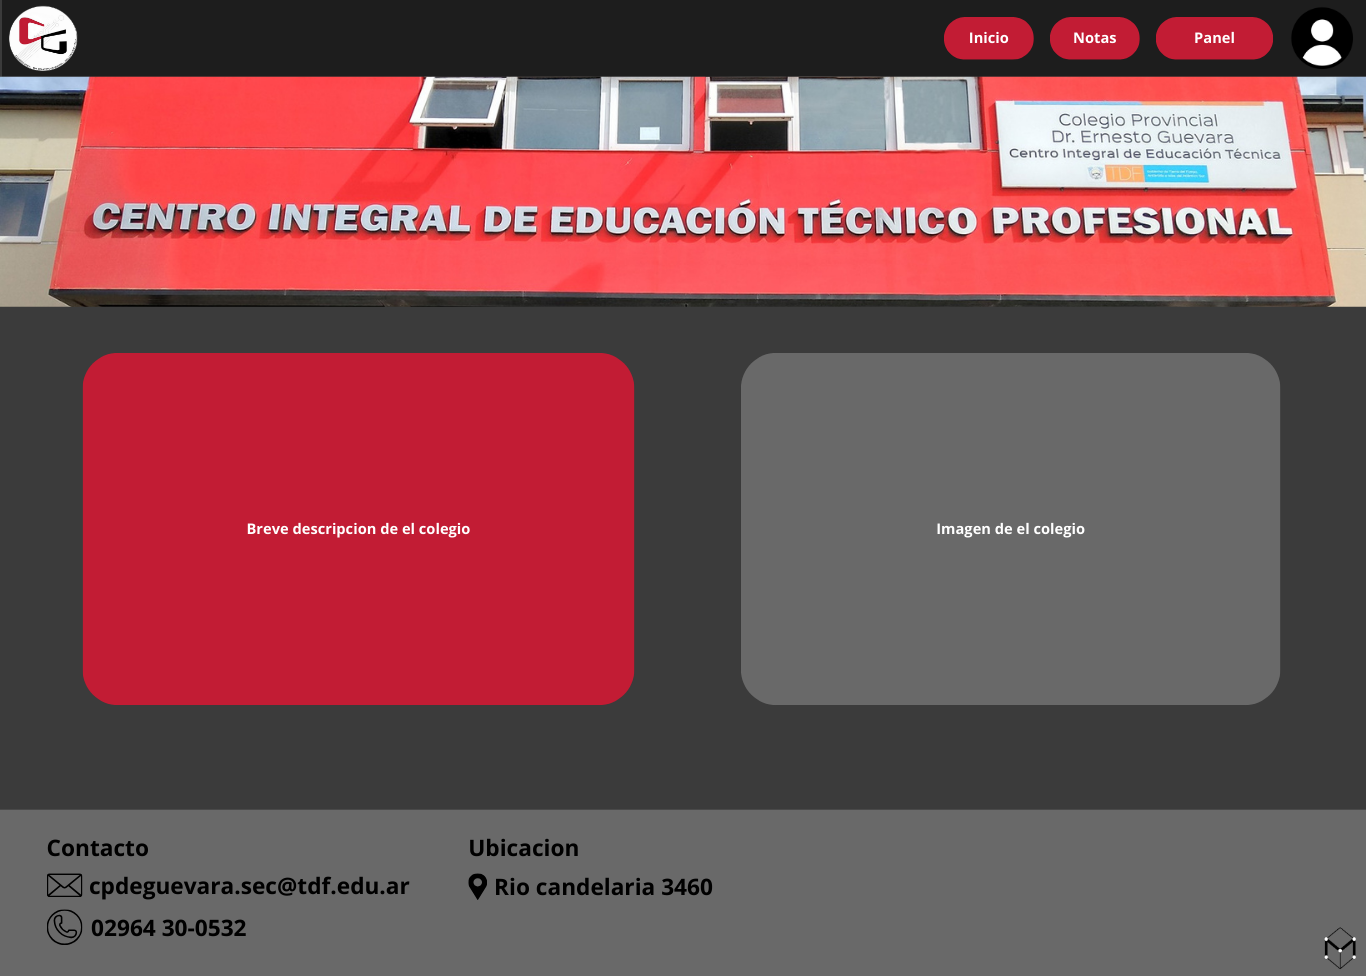 CG
Inicio
Notas
Panel
Colegio Provincial
Dr. Ernesto Guevara
Centro Integral de Educación Técnica
TDF
CENTRO INTEGRAL DE EDUCACIÓN TÉCNICO PROFESIONAL
Breve descripcion de el colegio
Imagen de el colegio
Contacto
cpdeguevara.sec@tdf.edu.ar
02964 30-0532
Ubicacion
Rio candelaria 3460